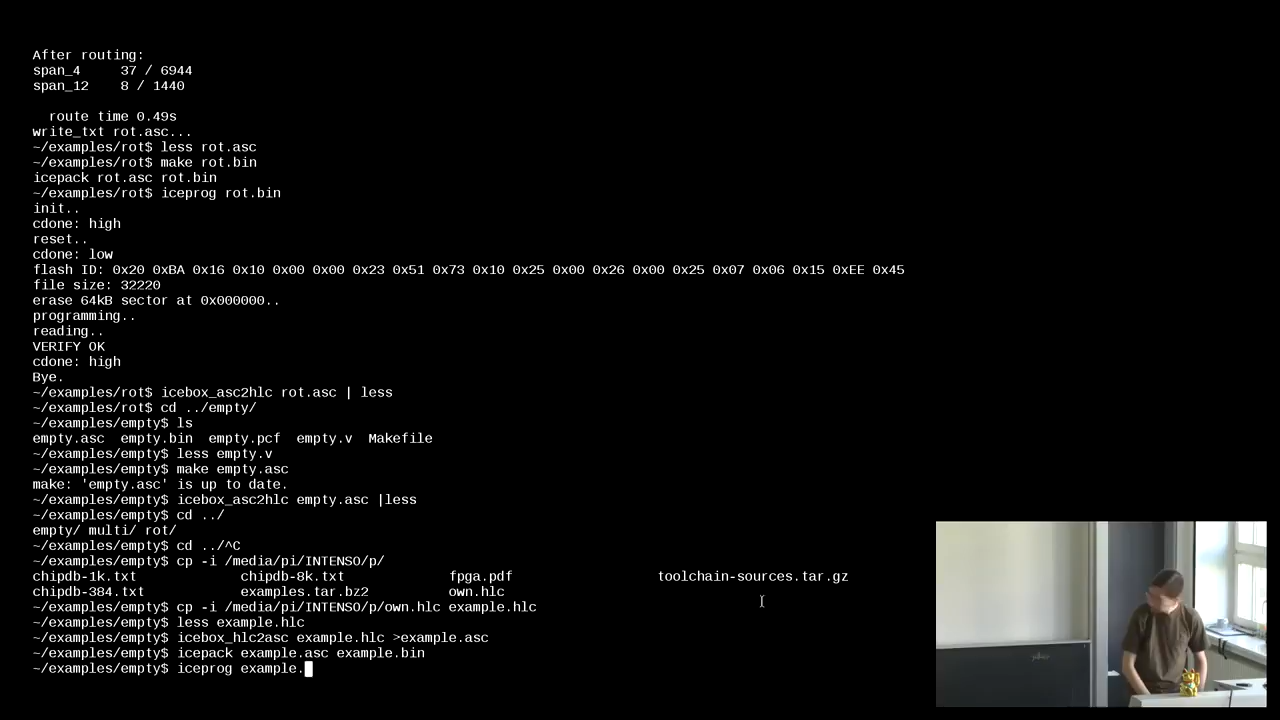 After routing:
span_4     37 / 6944
span_12    8 / 1440
  route time 0.49s
write_txt rot.asc...
~/examples/rot$ less rot.asc
~/examples/rot$ make rot.bin
icepack rot.asc rot.bin
~/examples/rot$ iceprog rot.bin
init..
cdone: high
reset..
cdone: low
flash ID: 0x20 0xBA 0x16 0x10 0x00 0x00 0x23 0x51 0x73 0x10 0x25 0x00 0x26 0x00 0x25 0x07 0x06 0x15 0xEE 0x45
file size: 32220
erase 64kB sector at 0x000000..
programming..
reading..
VERIFY OK
cdone: high
Bye.
~/examples/rot$ icebox_asc2hlc rot.asc | less
~/examples/rot$ cd ../empty/
~/examples/empty$ ls
empty.asc  empty.bin  empty.pcf  empty.v  Makefile
~/examples/empty$ less empty.v
~/examples/empty$ make empty.asc
make: 'empty.asc' is up to date.
~/examples/empty$ icebox_asc2hlc empty.asc |less
~/examples/empty$ cd ../
empty/ multi/ rot/
~/examples/empty$ cd ../^C
~/examples/empty$ cp -i /media/pi/INTENSO/p/
chipdb-1k.txt             chipdb-8k.txt             fpga.pdf                  toolchain-sources.tar.gz
chipdb-384.txt            examples.tar.bz2          own.hlc
~/examples/empty$ cp -i /media/pi/INTENSO/p/own.hlc example.hlc
~/examples/empty$ less example.hlc
~/examples/empty$ icebox_hlc2asc example.hlc >example.asc
~/examples/empty$ icepack example.asc example.bin
~/examples/empty$ iceprog example.